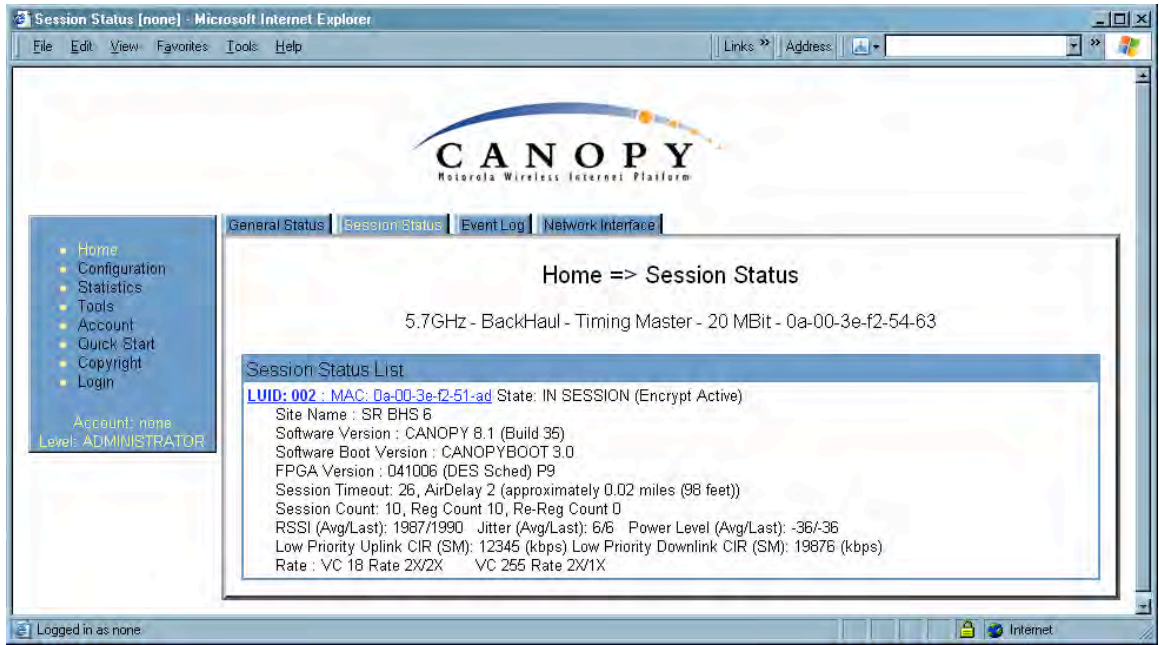 Session Status [none] - Microsoft Internet Explorer
File Edit View Favorites Tools Help Links » Address »
CANOPY
Motorola Wireless Internet Platform
General Status Session Status Event Log Network Interface
Home
Configuration
Statistics
Tools
Account
Quick Start
Copyright
Login
Account: none
Level: ADMINISTRATOR
Home => Session Status
5.7GHz - BackHaul - Timing Master - 20 MBit - 0a-00-3e-f2-54-63
Session Status List
LUID: 002 : MAC: 0a-00-3e-f2-51-ad State: IN SESSION (Encrypt Active)
Site Name : SR BHS 6
Software Version : CANOPY 8.1 (Build 35)
Software Boot Version : CANOPYBOOT 3.0
FPGA Version : 041006 (DES Sched) P9
Session Timeout: 26, AirDelay 2 (approximately 0.02 miles (98 feet))
Session Count: 10, Reg Count 10, Re-Reg Count 0
RSSI (Avg/Last): 1987/1990 Jitter (Avg/Last): 6/6 Power Level (Avg/Last): -36/-36
Low Priority Uplink CIR (SM): 12345 (kbps) Low Priority Downlink CIR (SM): 19876 (kbps)
Rate : VC 18 Rate 2X/2X VC 255 Rate 2X/1X
Logged in as none Internet